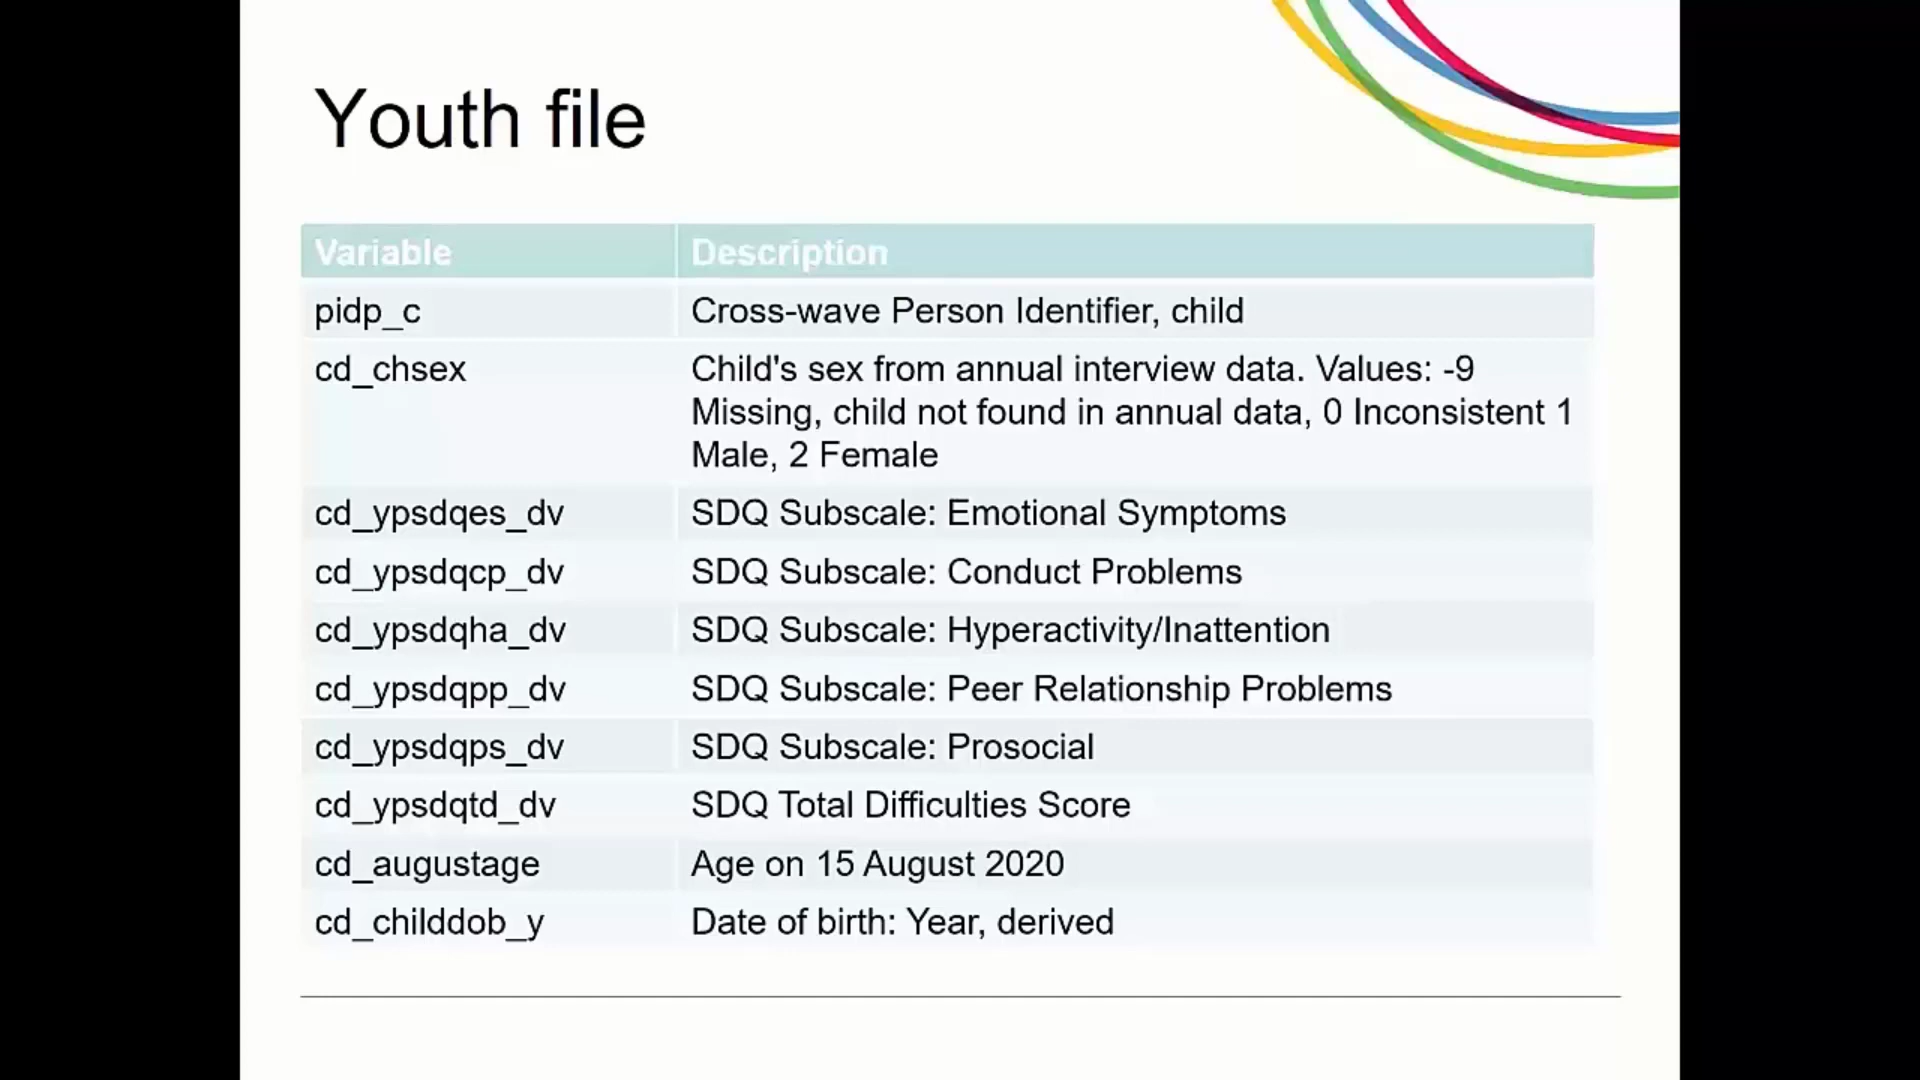 Youth file
Variable Description
pidp_c Cross-wave Person Identifier, child
cd_chsex Child's sex from annual interview data. Values: -9
Missing, child not found in annual data, 0 Inconsistent 1
Male, 2 Female
cd_ypsdqes_dv SDQ Subscale: Emotional Symptoms
cd_ypsdqcp_dv SDQ Subscale: Conduct Problems
cd_ypsdqha_dv SDQ Subscale: Hyperactivity/Inattention
cd_ypsdqpp_dv SDQ Subscale: Peer Relationship Problems
cd_ypsdqps_dv SDQ Subscale: Prosocial
cd_ypsdqtd_dv SDQ Total Difficulties Score
cd_augustage Age on 15 August 2020
cd_childdob_y Date of birth: Year, derived